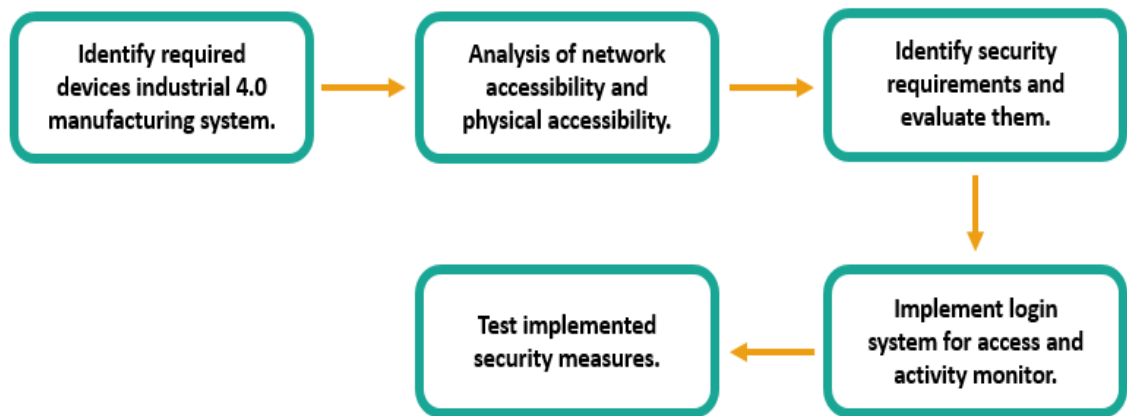 Identify required
devices industrial 4.0
manufacturing system.
Analysis of network
accessibility and
physical accessibility.
Identify security
requirements and
evaluate them.
Implement login
system for access and
activity monitor.
Test implemented
security measures.